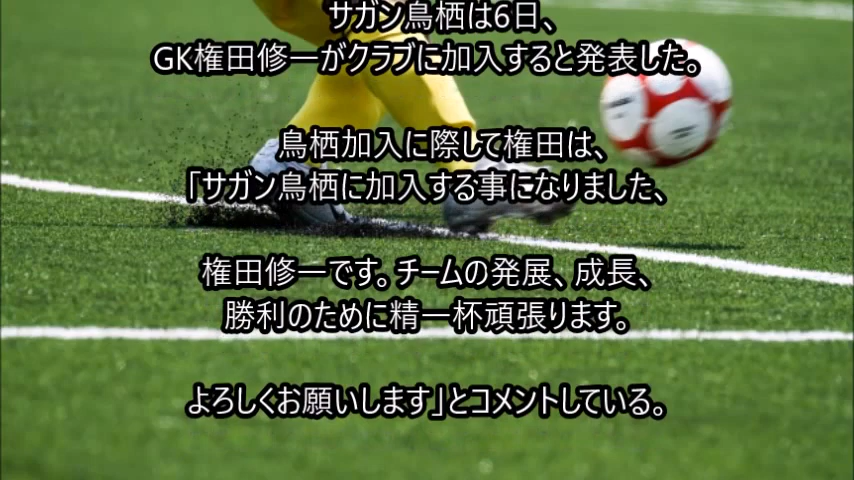 サガン鳥栖は6日、
GK権田修一がクラブに加入すると発表した。
鳥栖加入に際して権田は、
「サガン鳥栖に加入する事になりました、
権田修一です。チームの発展、成長、
勝利のために精一杯頑張ります。
よろしくお願いします」とコメントしている。